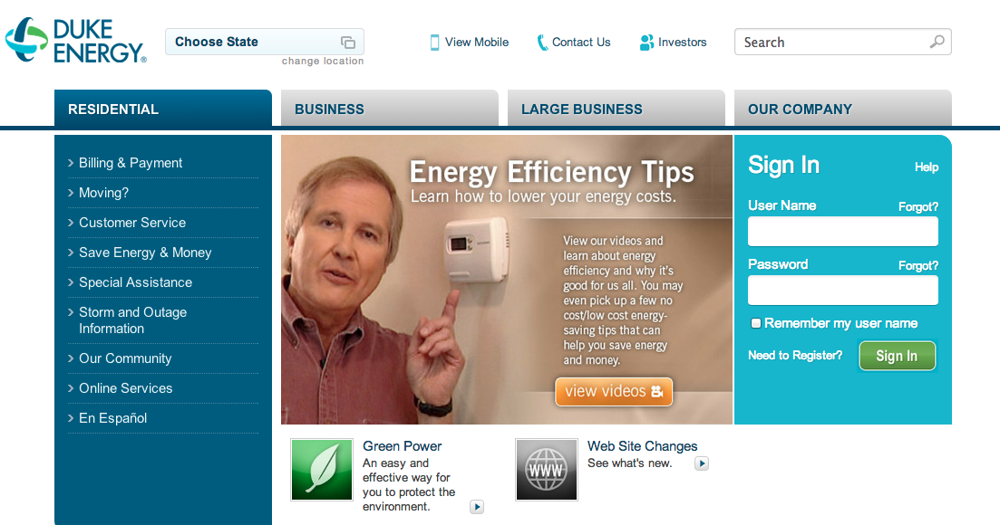 DUKE
ENERGY®
Choose State
change location
View Mobile
Contact Us
Investors
Search
RESIDENTIAL
BUSINESS
LARGE BUSINESS
OUR COMPANY
Billing & Payment
Moving?
Customer Service
Save Energy & Money
Special Assistance
Storm and Outage
Information
Our Community
Online Services
En Español
Energy Efficiency Tips
Learn how to lower your energy costs.
View our videos and
learn about energy
efficiency and why it's
good for us all. You may
even pick up a few no
cost/low cost energy-
saving tips that can
help you save energy
and money.
view videos
Sign In
Help
User Name
Forgot?
Password
Forgot?
Remember my user name
Need to Register?
Sign In
Green Power
An easy and
effective way for
you to protect the
environment.
WWW
Web Site Changes
See what's new.